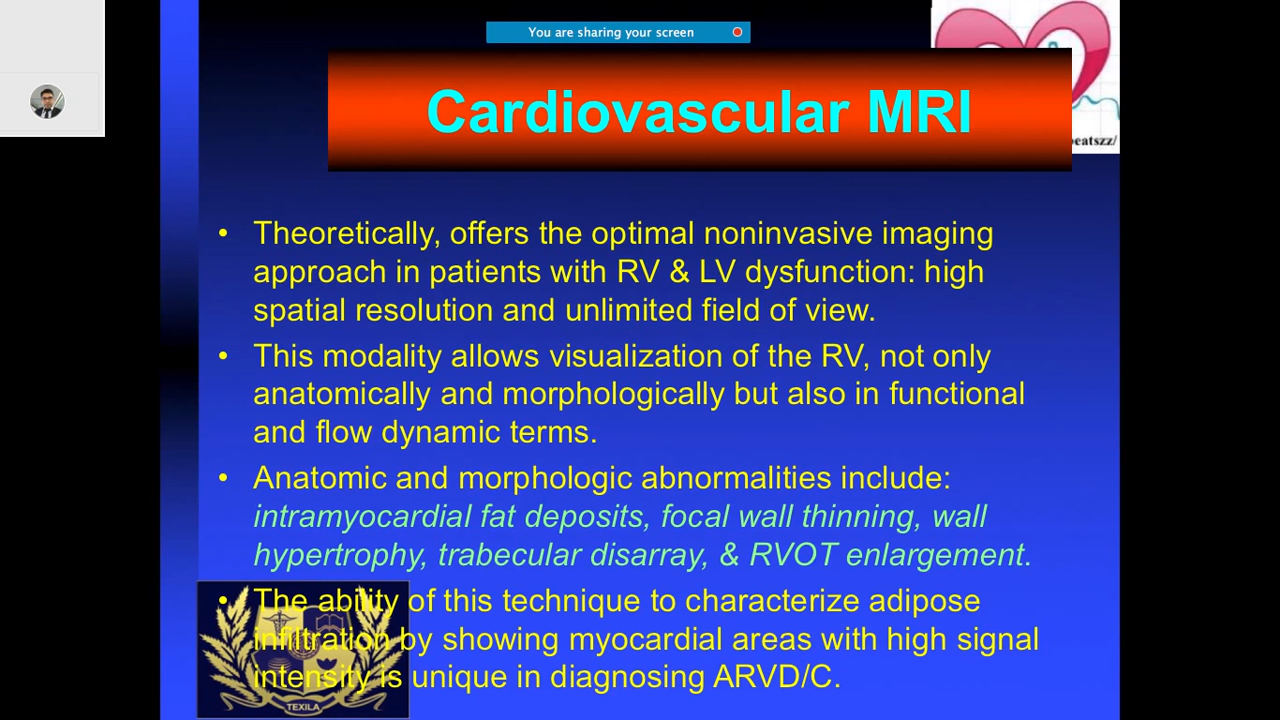 You are sharing your screen
Cardiovascular MRI
eatszz/
• Theoretically, offers the optimal noninvasive imaging
approach in patients with RV & LV dysfunction: high
spatial resolution and unlimited field of view.
• This modality allows visualization of the RV, not only
anatomically and morphologically but also in functional
and flow dynamic terms.
• Anatomic and morphologic abnormalities include:
intramyocardial fat deposits, focal wall thinning, wall
hypertrophy, trabecular disarray, & RVOT enlargement.
• The ability of this technique to characterize adipose
infiltration by showing myocardial areas with high signal
intensity is unique in diagnosing ARVD/C.
TEXILA